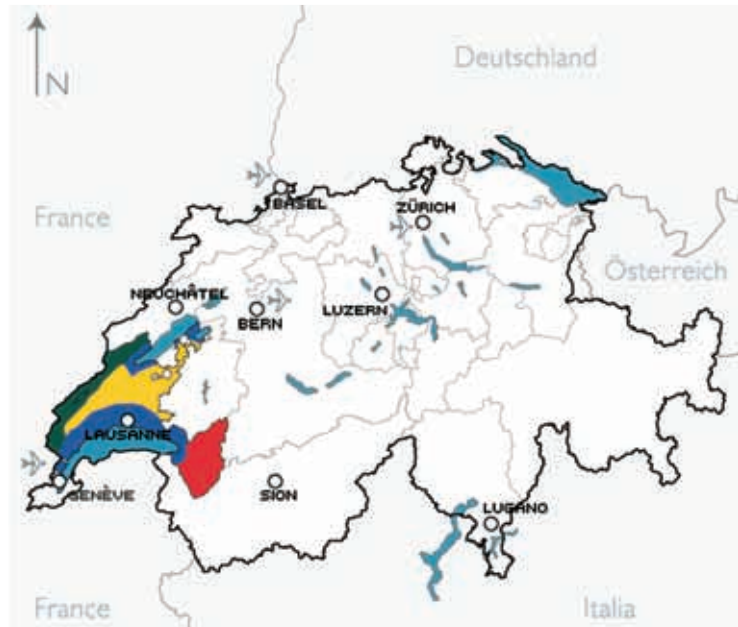 N
Deutschland
France
BASEL
ZÜRICH
Österreich
NEUCHÂTEL
BERN
LUZERN
LAUSANNE
GENÈVE
SION
LUGANO
France
Italia